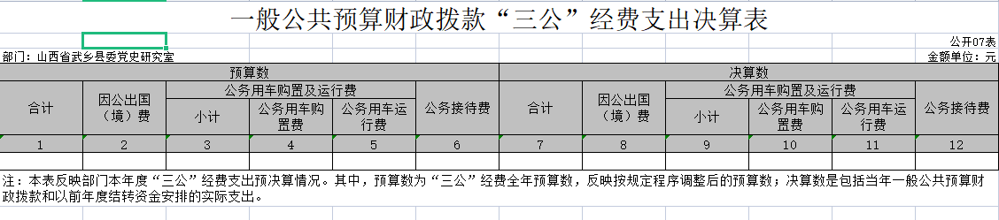 一般公共预算财政拨款“三公”经费支出决算表
公开07表
部门：山西省武乡县委党史研究室 金额单位：元
预算数 决算数
合计 因公出国（境）费 公务用车购置及运行费 公务接待费 合计 因公出国（境）费 公务用车购置及运行费 公务接待费
小计 公务用车购置费 公务用车运行费 小计 公务用车购置费 公务用车运行费
1 2 3 4 5 6 7 8 9 10 11 12
注：本表反映部门本年度“三公”经费支出预决算情况。其中，预算数为“三公”经费全年预算数，反映按规定程序调整后的预算数；决算数是包括当年一般公共预算财
政拨款和以前年度结转资金安排的实际支出。